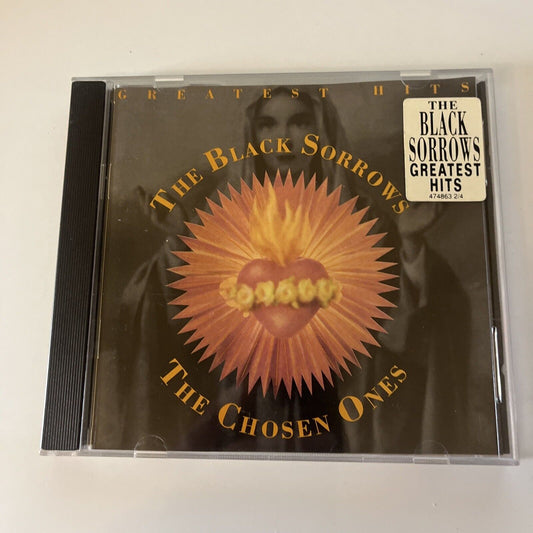 GREATEST HITS
THE BLACK SORROWS
THE CHOSEN ONES
THE
BLACK
SORROWS
GREATEST
HITS
474863 2/4